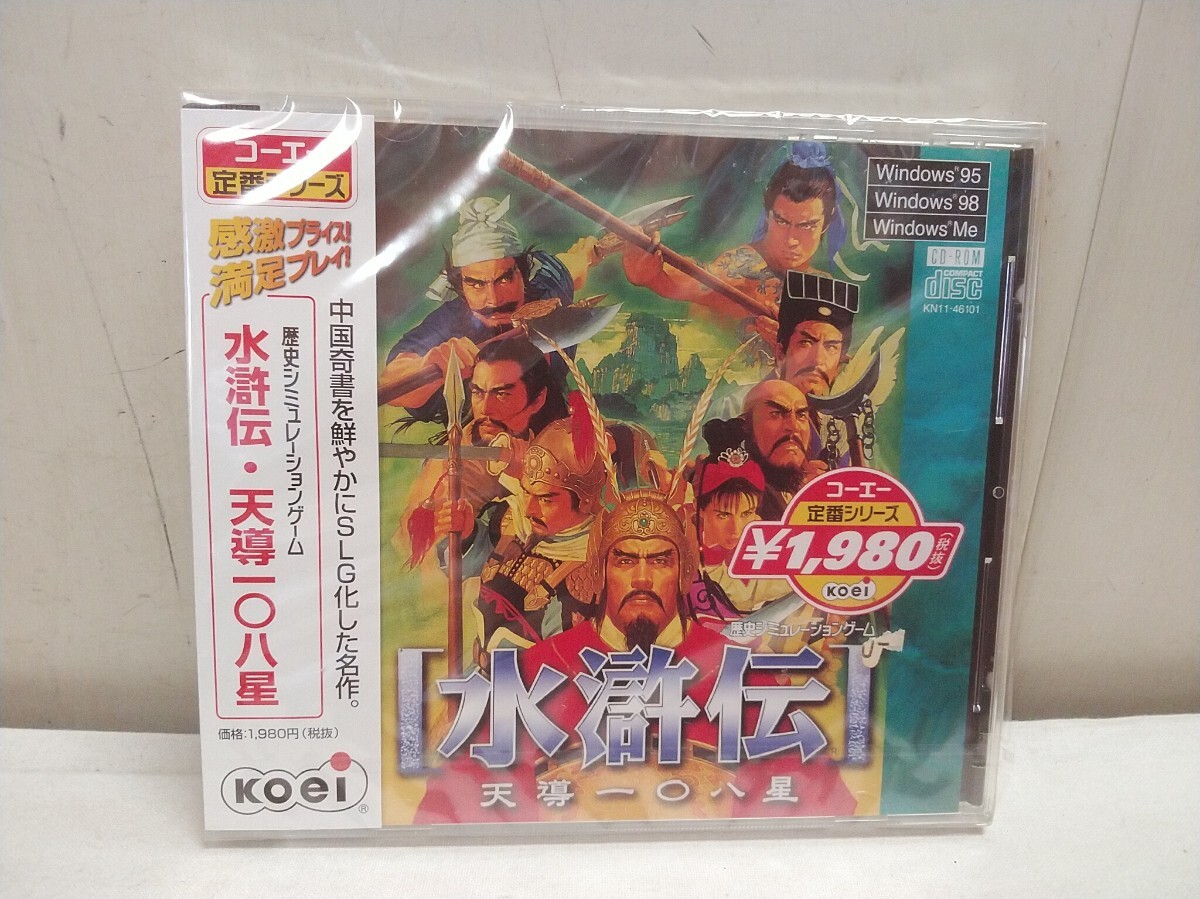 コーエー
定番シリーズ
感激プライス!
満足プレイ!
中国奇書を鮮やかにSLG化した名作。
歴史シミュレーションゲーム
水滸伝・天導一〇八星
価格:1,980円(税抜)
KOEI®
Windows®95
Windows®98
Windows®Me
CD-ROM
COMPACT
disc
KN11-46101
コーエー
定番シリーズ
¥1,980(税抜)
KOEI
歴史シミュレーションゲーム
[水滸伝]
天導一〇八星